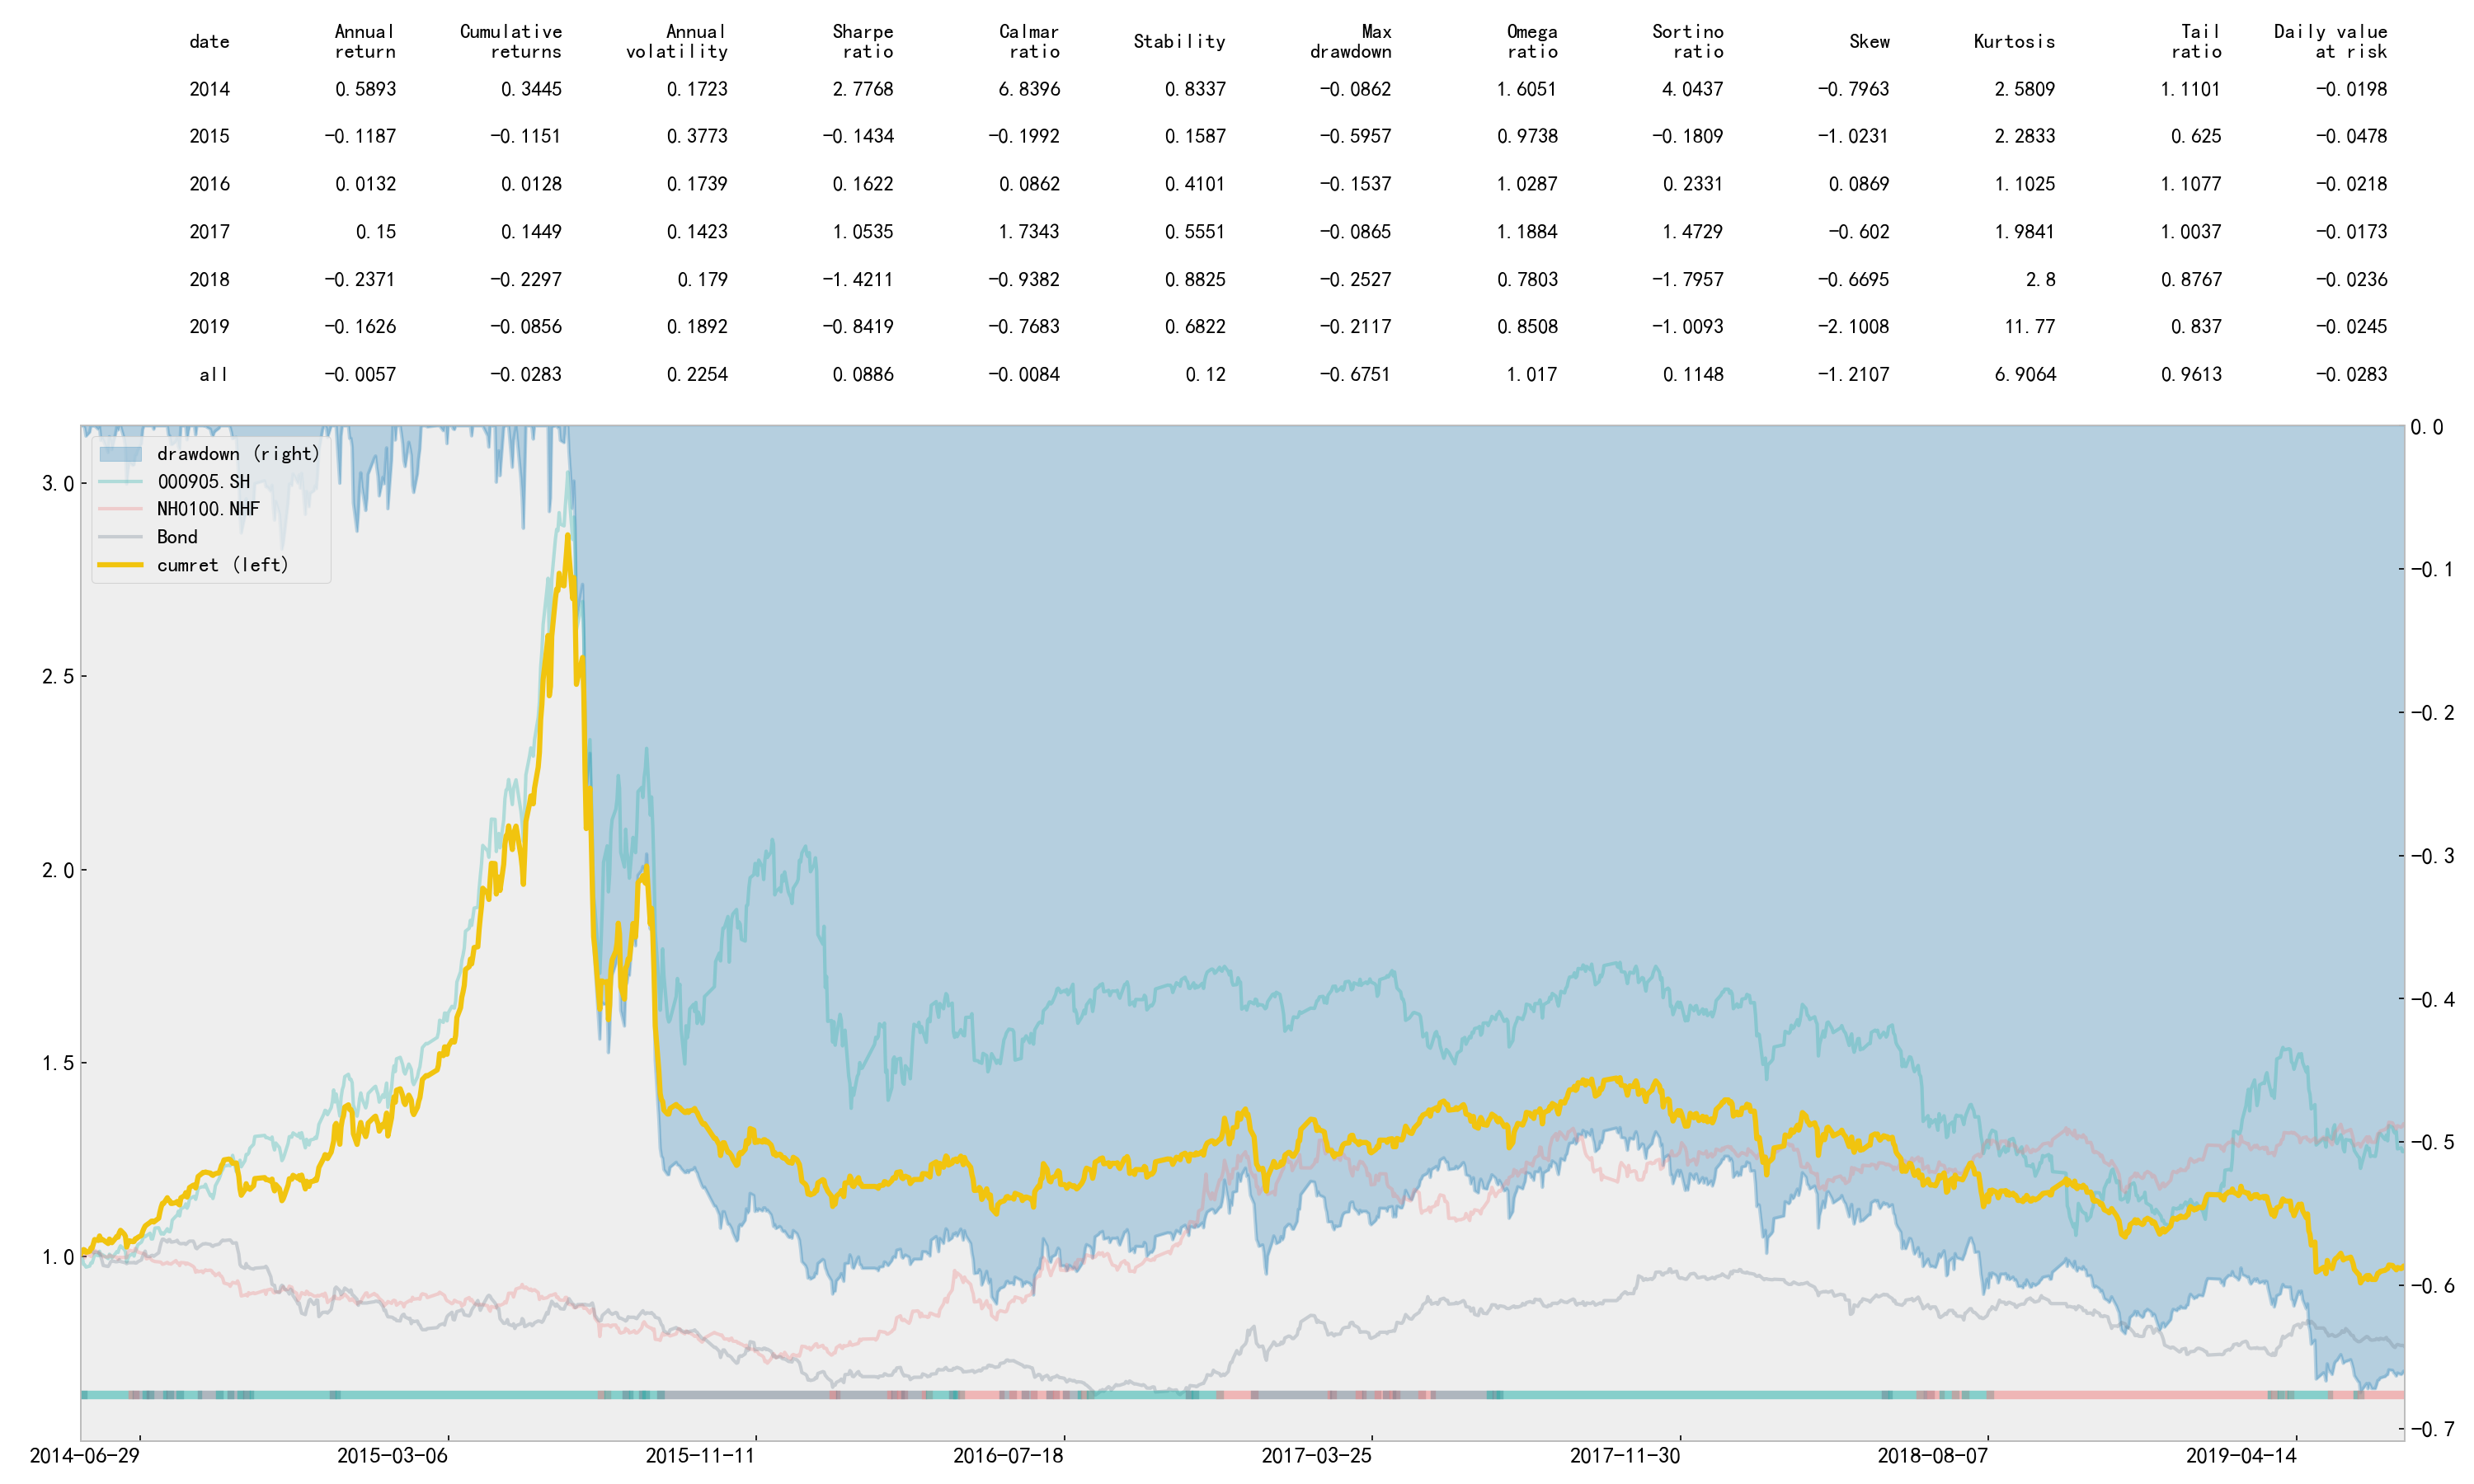 date Annual return Cumulative returns Annual volatility Sharpe ratio Calmar ratio Stability Max drawdown Omega ratio Sortino ratio Skew Kurtosis Tail ratio Daily value at risk
2014 0.5893 0.3445 0.1723 2.7768 6.8396 0.8337 −0.0862 1.6051 4.0437 −0.7963 2.5809 1.1101 −0.0198
2015 −0.1187 −0.1151 0.3773 −0.1434 −0.1992 0.1587 −0.5957 0.9738 −0.1809 −1.0231 2.2833 0.625 −0.0478
2016 0.0132 0.0128 0.1739 0.1622 0.0862 0.4101 −0.1537 1.0287 0.2331 0.0869 1.1025 1.1077 −0.0218
2017 0.15 0.1449 0.1423 1.0535 1.7343 0.5551 −0.0865 1.1884 1.4729 −0.602 1.9841 1.0037 −0.0173
2018 −0.2371 −0.2297 0.179 −1.4211 −0.9382 0.8825 −0.2527 0.7803 −1.7957 −0.6695 2.8 0.8767 −0.0236
2019 −0.1626 −0.0856 0.1892 −0.8419 −0.7683 0.6822 −0.2117 0.8508 −1.0093 −2.1008 11.77 0.837 −0.0245
all −0.0057 −0.0283 0.2254 0.0886 −0.0084 0.12 −0.6751 1.017 0.1148 −1.2107 6.9064 0.9613 −0.0283
drawdown (right)
000905.SH
NH0100.NHF
Bond
cumret (left)
3.0
2.5
2.0
1.5
1.0
0.0
−0.1
−0.2
−0.3
−0.4
−0.5
−0.6
−0.7
2014−06−29 2015−03−06 2015−11−11 2016−07−18 2017−03−25 2017−11−30 2018−08−07 2019−04−14